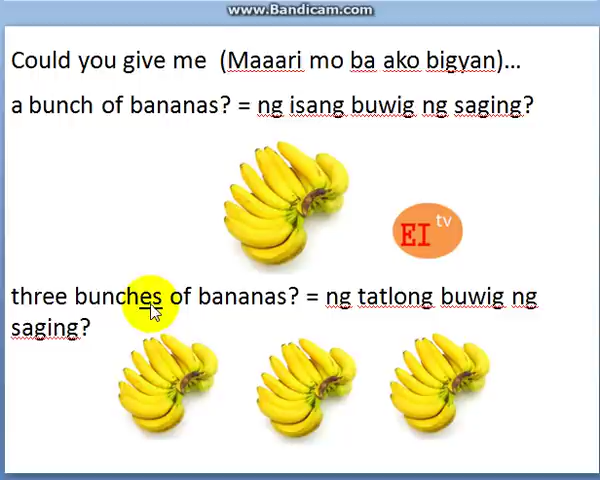 www.Bandicam.com
Could you give me (Maaari mo ba ako bigyan)...
a bunch of bananas? = ng isang buwig ng saging?
EI tv
three bunches of bananas? = ng tatlong buwig ng
saging?